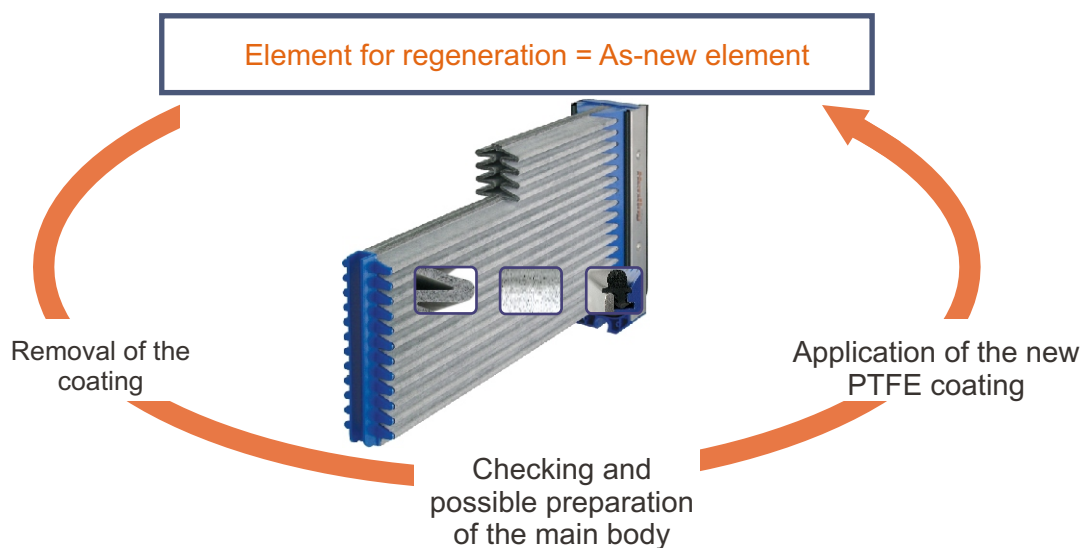 Element for regeneration = As-new element
Removal of the
coating
Application of the new
PTFE coating
Checking and
possible preparation
of the main body